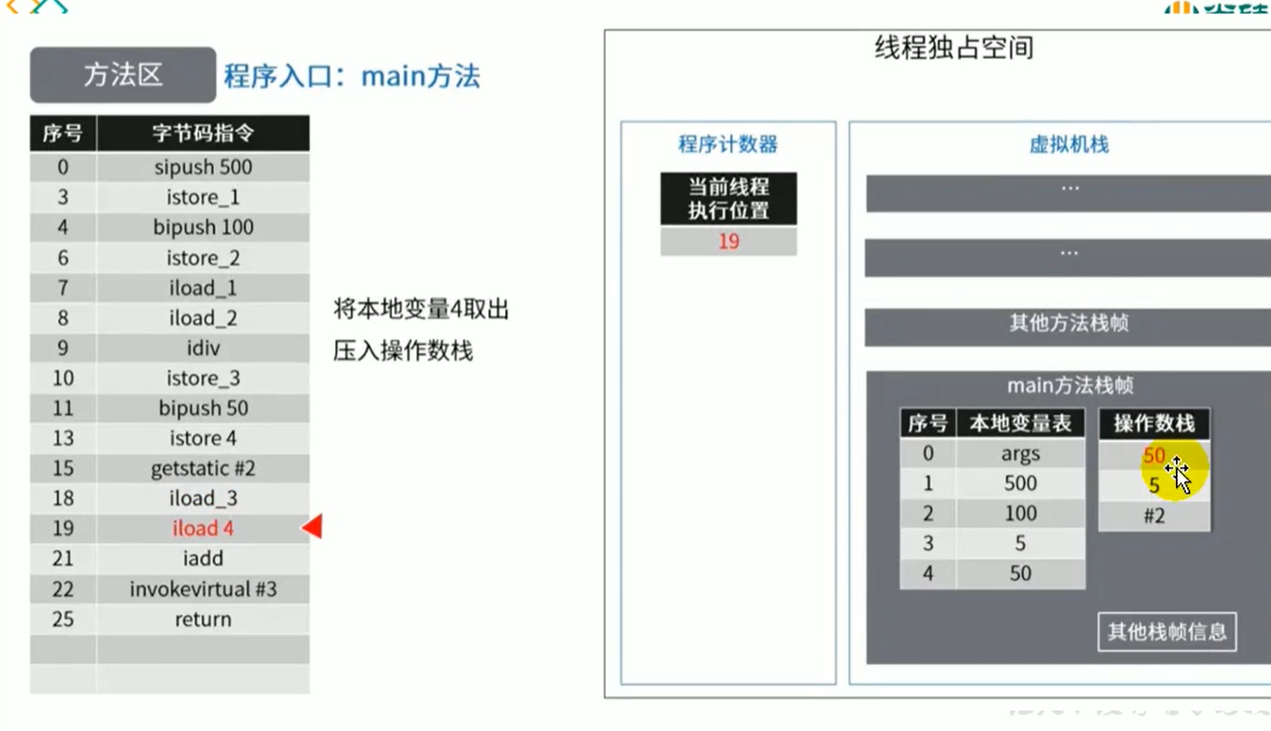 方法区 程序入口：main方法
序号 字节码指令
0 sipush 500
3 istore_1
4 bipush 100
6 istore_2
7 iload_1
8 iload_2
9 idiv
10 istore_3
11 bipush 50
13 istore 4
15 getstatic #2
18 iload_3
19 iload 4
21 iadd
22 invokevirtual #3
25 return
将本地变量4取出
压入操作数栈
线程独占空间
程序计数器
当前线程
执行位置
19
虚拟机栈
...
...
其他方法栈帧
main方法栈帧
序号 本地变量表
0 args
1 500
2 100
3 5
4 50
操作数栈
50
5
#2
其他栈帧信息